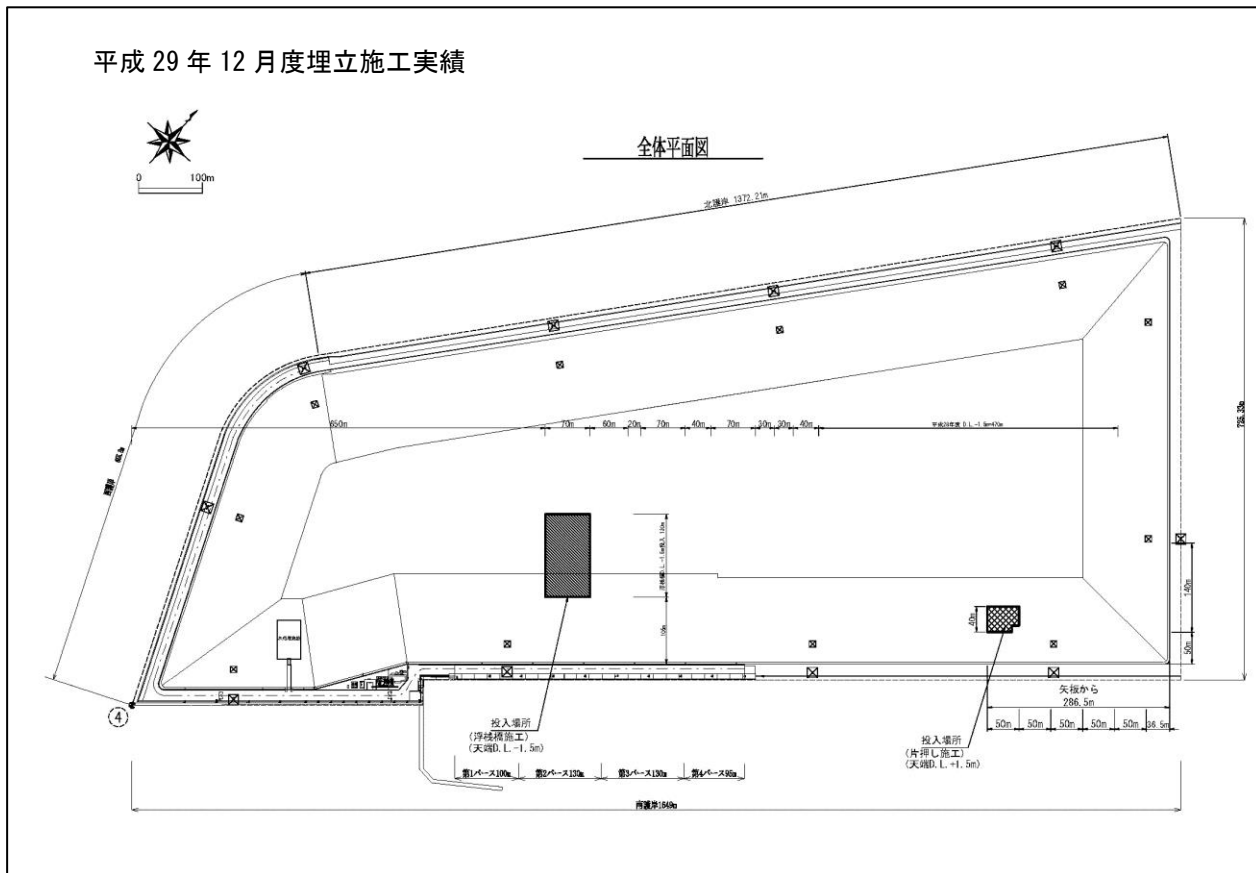 平成 29 年 12 月度埋立施工実績
全体平面図
0 100m
北護岸 1372.21m
650m 70m 60m 20m 70m 40m 70m 30m 30m 40m
725.33m
40m
140m
50m
矢板から
286.5m
50m 50m 50m 50m 50m 36.5m
投入場所
(浮桟橋施工)
(天端D.L.-1.5m)
投入場所
(片押し施工)
(天端D.L.+1.5m)
④
第1バース100m 第2バース130m 第3バース130m 第4バース95m
南護岸1649m